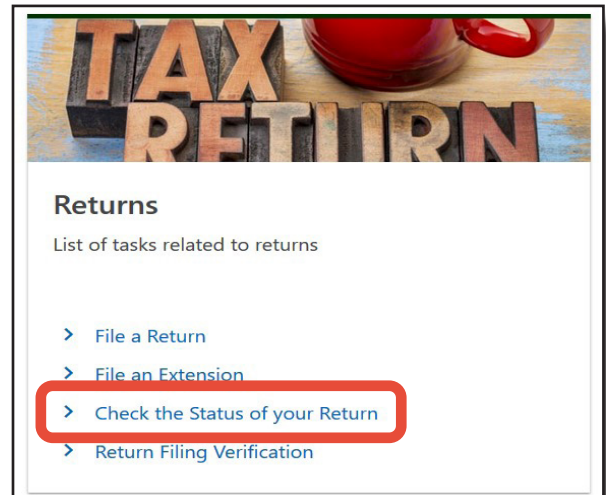 TAX
RETURN
Returns
List of tasks related to returns
File a Return
File an Extension
Check the Status of your Return
Return Filing Verification